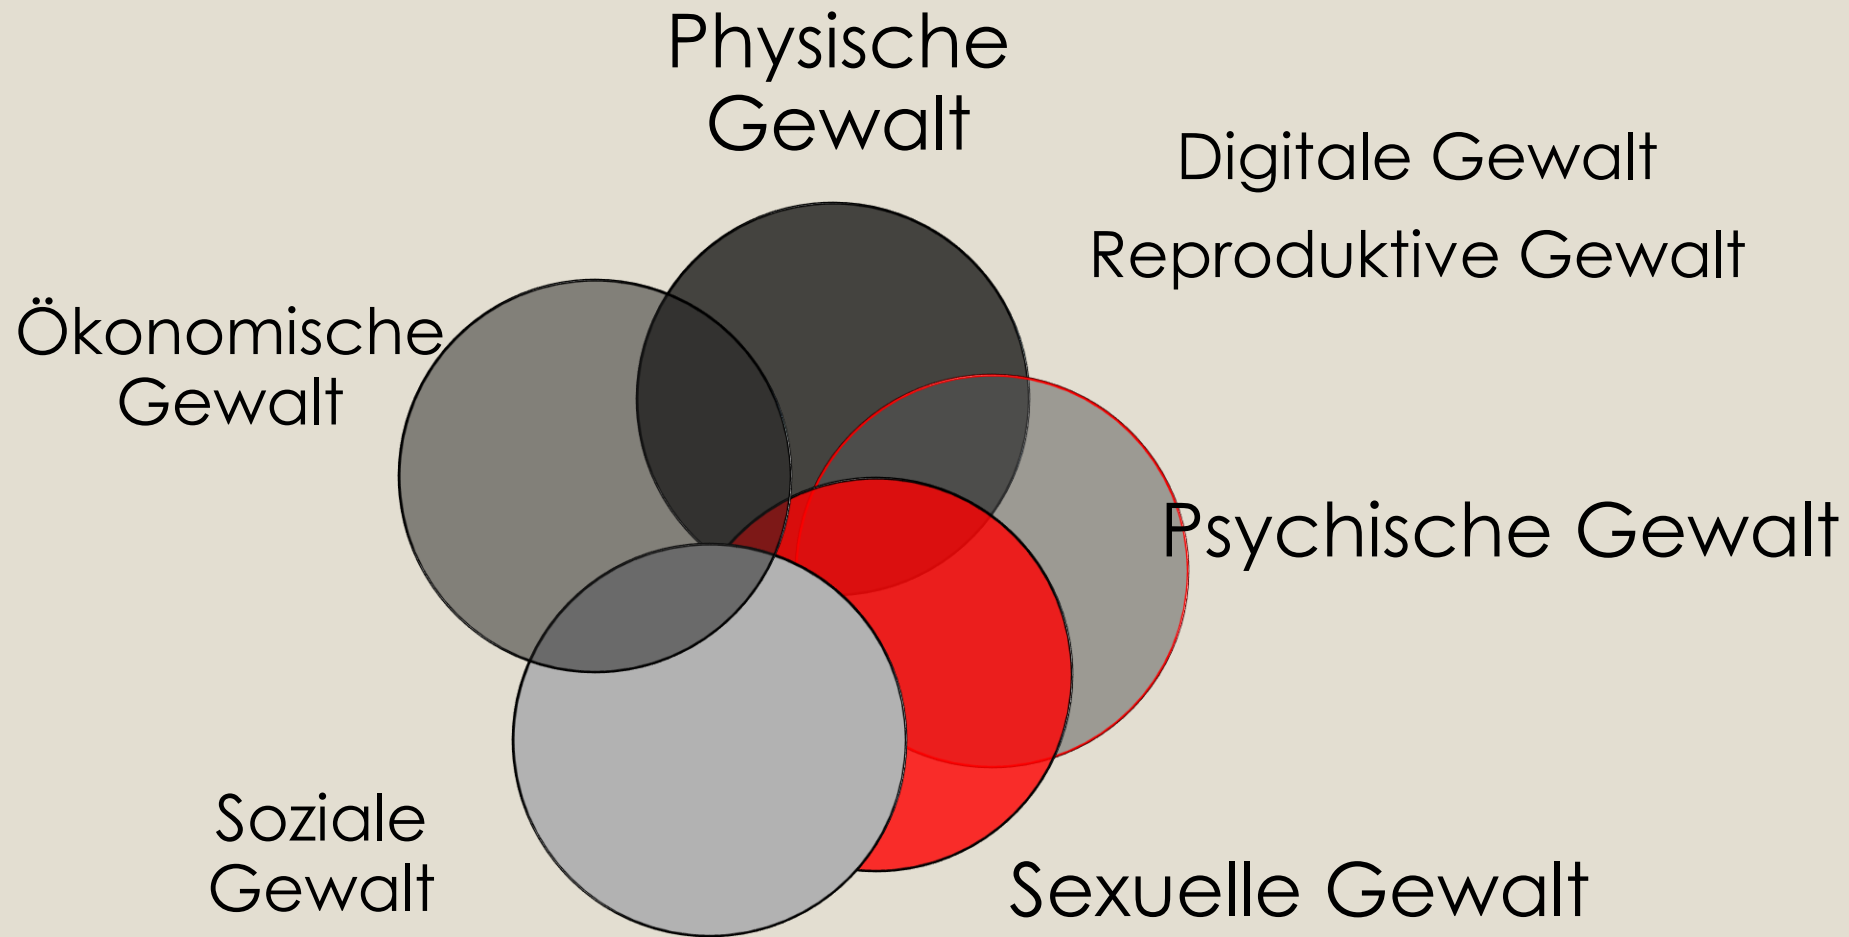 Physische
Gewalt
Digitale Gewalt
Reproduktive Gewalt
Ökonomische
Gewalt
Psychische Gewalt
Soziale
Gewalt
Sexuelle Gewalt